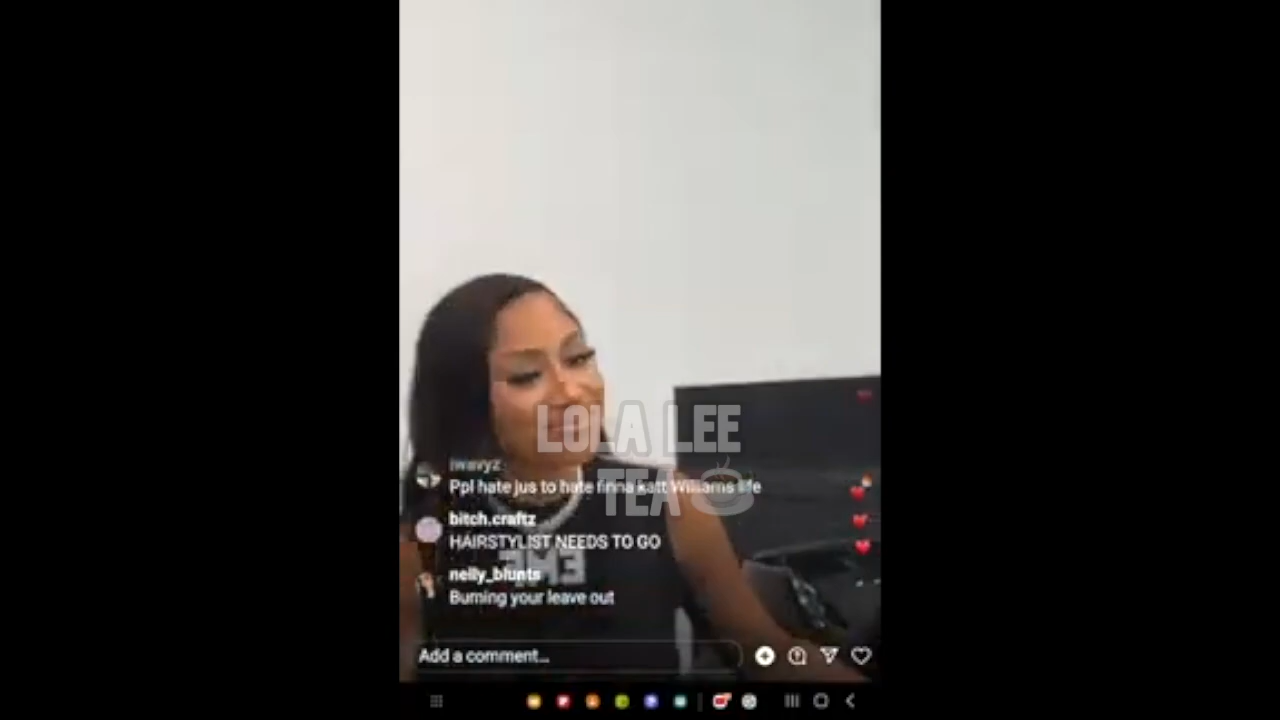 LOLA LEE
TEA
iwavyz
Ppl hate jus to hate finna katt Williams life
bitch.craftz
HAIRSTYLIST NEEDS TO GO
nelly_blunts
Burning your leave out
Add a comment...